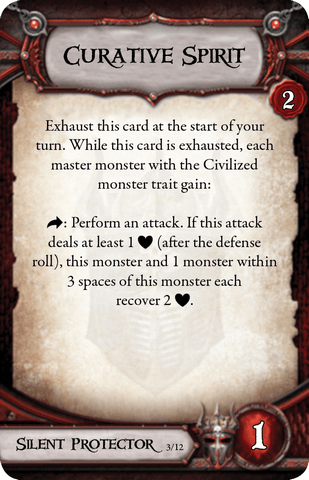 Curative Spirit
2
Exhaust this card at the start of your
turn. While this card is exhausted, each
master monster with the Civilized
monster trait gain:
: Perform an attack. If this attack
deals at least 1 ♥ (after the defense
roll), this monster and 1 monster within
3 spaces of this monster each
recover 2 ♥.
Silent Protector 3/12
1